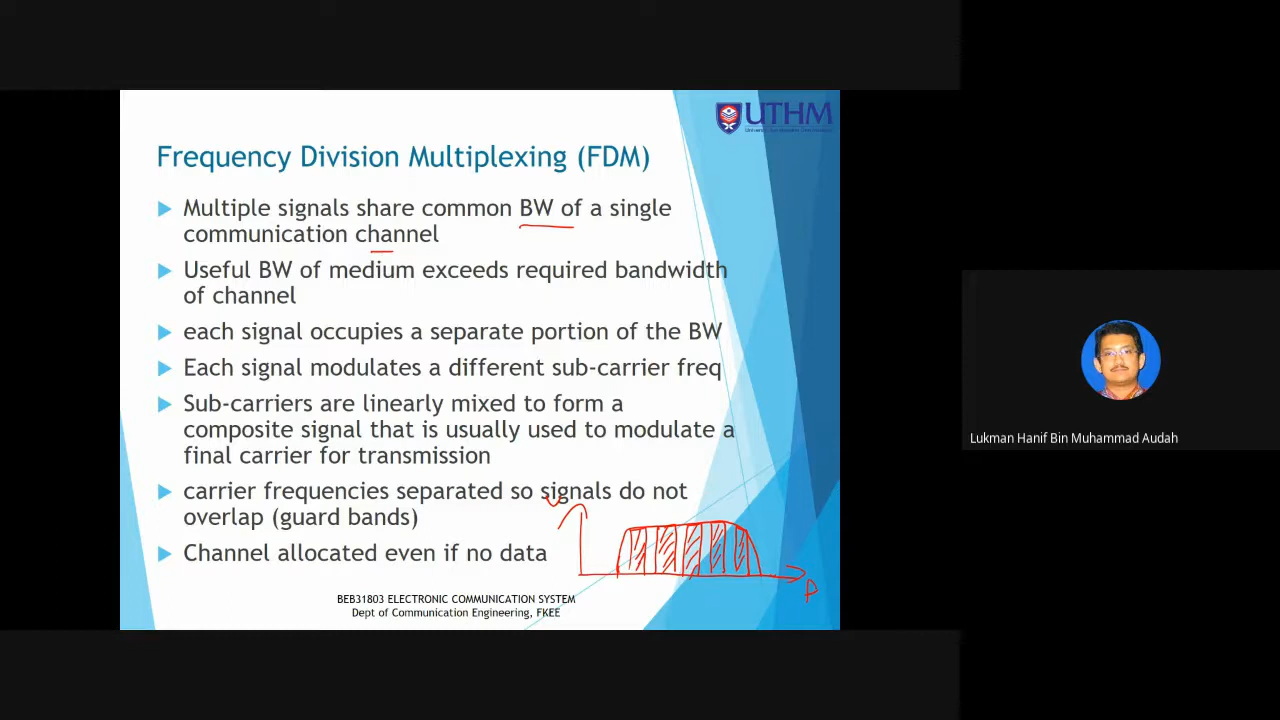 UTHM
Frequency Division Multiplexing (FDM)
Multiple signals share common BW of a single
communication channel
Useful BW of medium exceeds required bandwidth
of channel
each signal occupies a separate portion of the BW
Each signal modulates a different sub-carrier freq
Sub-carriers are linearly mixed to form a
composite signal that is usually used to modulate a
final carrier for transmission
carrier frequencies separated so signals do not
overlap (guard bands)
Channel allocated even if no data
BEB31803 ELECTRONIC COMMUNICATION SYSTEM
Dept of Communication Engineering, FKEE
Lukman Hanif Bin Muhammad Audah